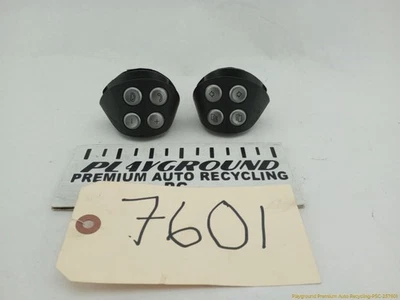 PLAYGROUND
PREMIUM AUTO RECYCLING
7601